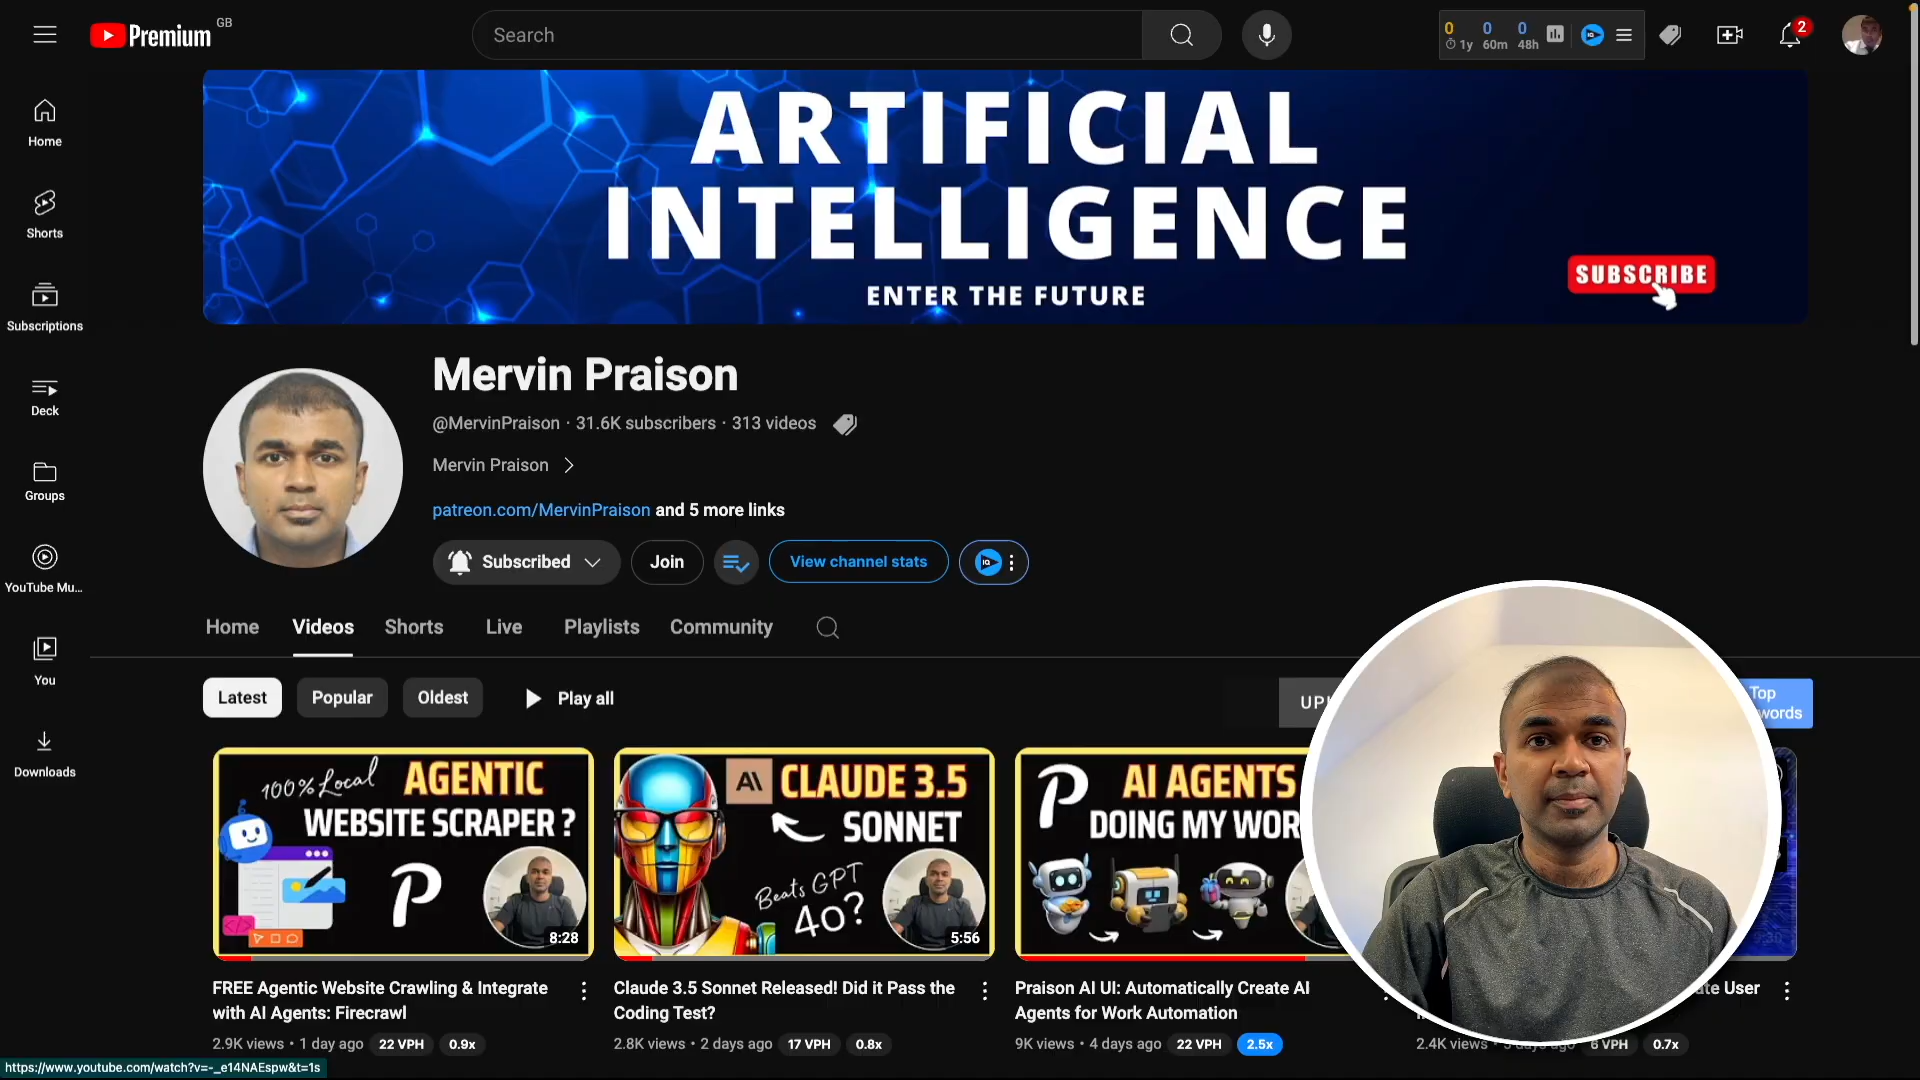 Premium GB
Search
0 0 0
1y 60m 48h
2
Home
Shorts
Subscriptions
Deck
Groups
YouTube Mu...
You
Downloads
ARTIFICIAL
INTELLIGENCE
ENTER THE FUTURE
SUBSCRIBE
Mervin Praison
@MervinPraison · 31.6K subscribers · 313 videos
Mervin Praison
patreon.com/MervinPraison and 5 more links
Subscribed
Join
View channel stats
IQ
Home Videos Shorts Live Playlists Community
Latest Popular Oldest Play all
Top
words
100% Local AGENTIC
WEBSITE SCRAPER ?
8:28
CLAUDE 3.5
SONNET
Beats GPT
4o?
5:56
AI AGENTS
DOING MY WOR
FREE Agentic Website Crawling & Integrate
with AI Agents: Firecrawl
2.9K views • 1 day ago 22 VPH 0.9x
Claude 3.5 Sonnet Released! Did it Pass the
Coding Test?
2.8K views • 2 days ago 17 VPH 0.8x
Praison AI UI: Automatically Create AI
Agents for Work Automation
9K views • 4 days ago 22 VPH 2.5x
User
2.4K views • 5 days ago 6 VPH 0.7x
https://www.youtube.com/watch?v=-_e14NAEspw&t=1s